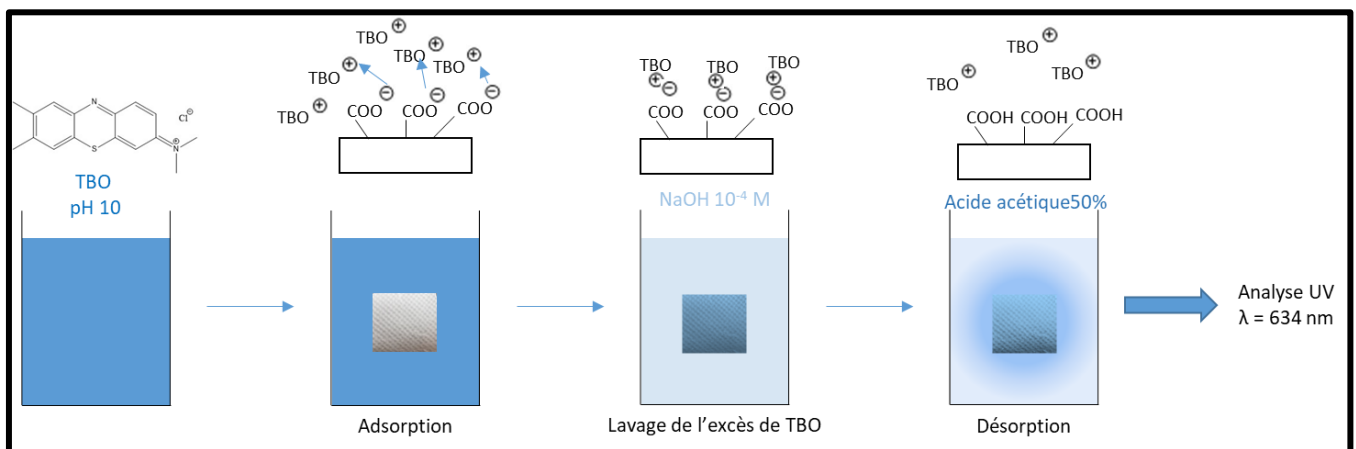 N
S
N
⊕
Cl⊖
TBO
pH 10
TBO ⊕
TBO ⊕
TBO ⊕
TBO ⊕
TBO ⊕
⊖ ⊖ ⊖
COO COO COO
Adsorption
TBO TBO TBO
⊕ ⊕ ⊕
⊖ ⊖ ⊖
COO COO COO
NaOH 10⁻⁴ M
Lavage de l’excès de TBO
TBO ⊕
TBO ⊕
TBO ⊕
COOH COOH COOH
Acide acétique50%
Désorption
Analyse UV
λ = 634 nm